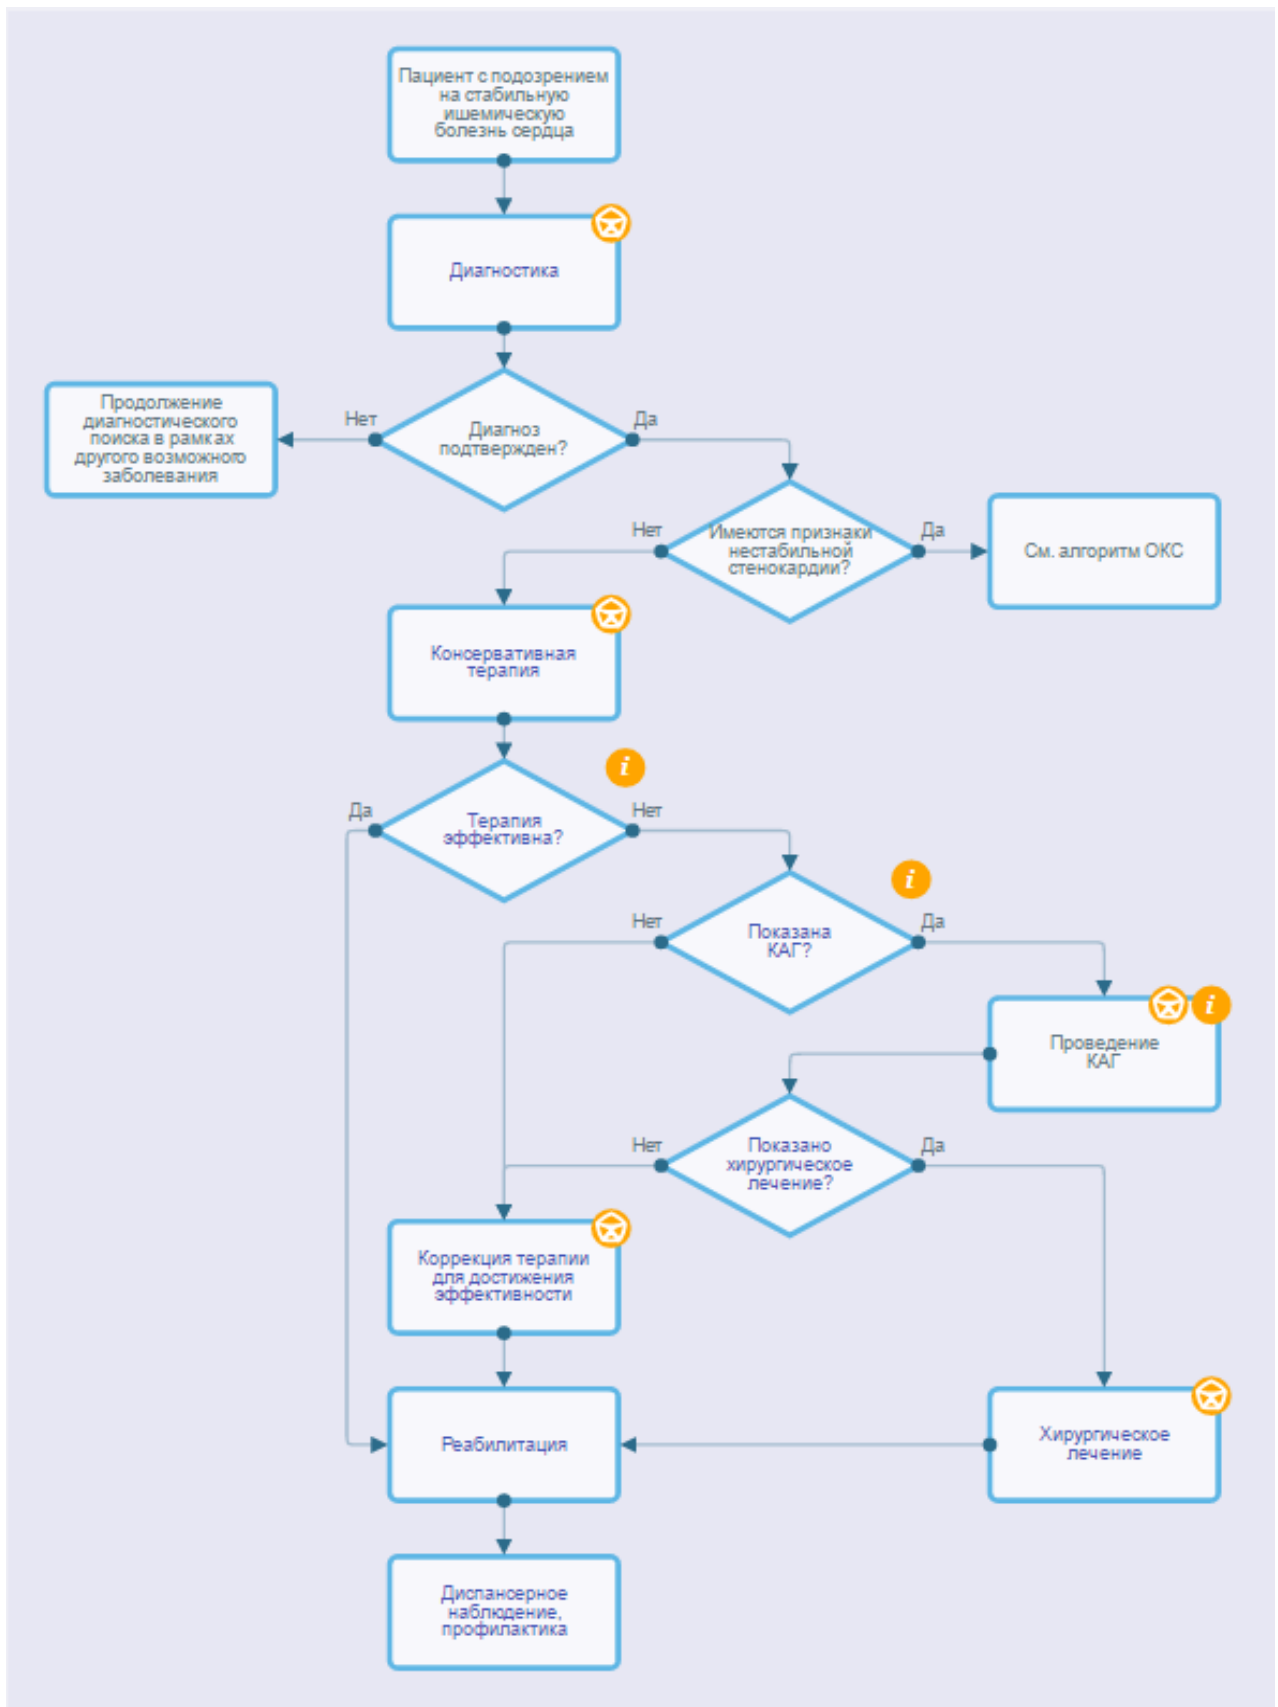 Пациент с подозрением
на стабильную
ишемическую
болезнь сердца
Диагностика
Диагноз
подтвержден?
Нет
Да
Продолжение
диагностического
поиска в рамках
другого возможного
заболевания
Имеются признаки
нестабильной
стенокардии?
Нет
Да
См. алгоритм ОКС
Консервативная
терапия
Терапия
эффективна?
Да
Нет
i
Показана
КАГ?
Нет
Да
i
Проведение
КАГ
i
Показано
хирургическое
лечение?
Нет
Да
Коррекция терапии
для достижения
эффективности
Реабилитация
Хирургическое
лечение
Диспансерное
наблюдение,
профилактика